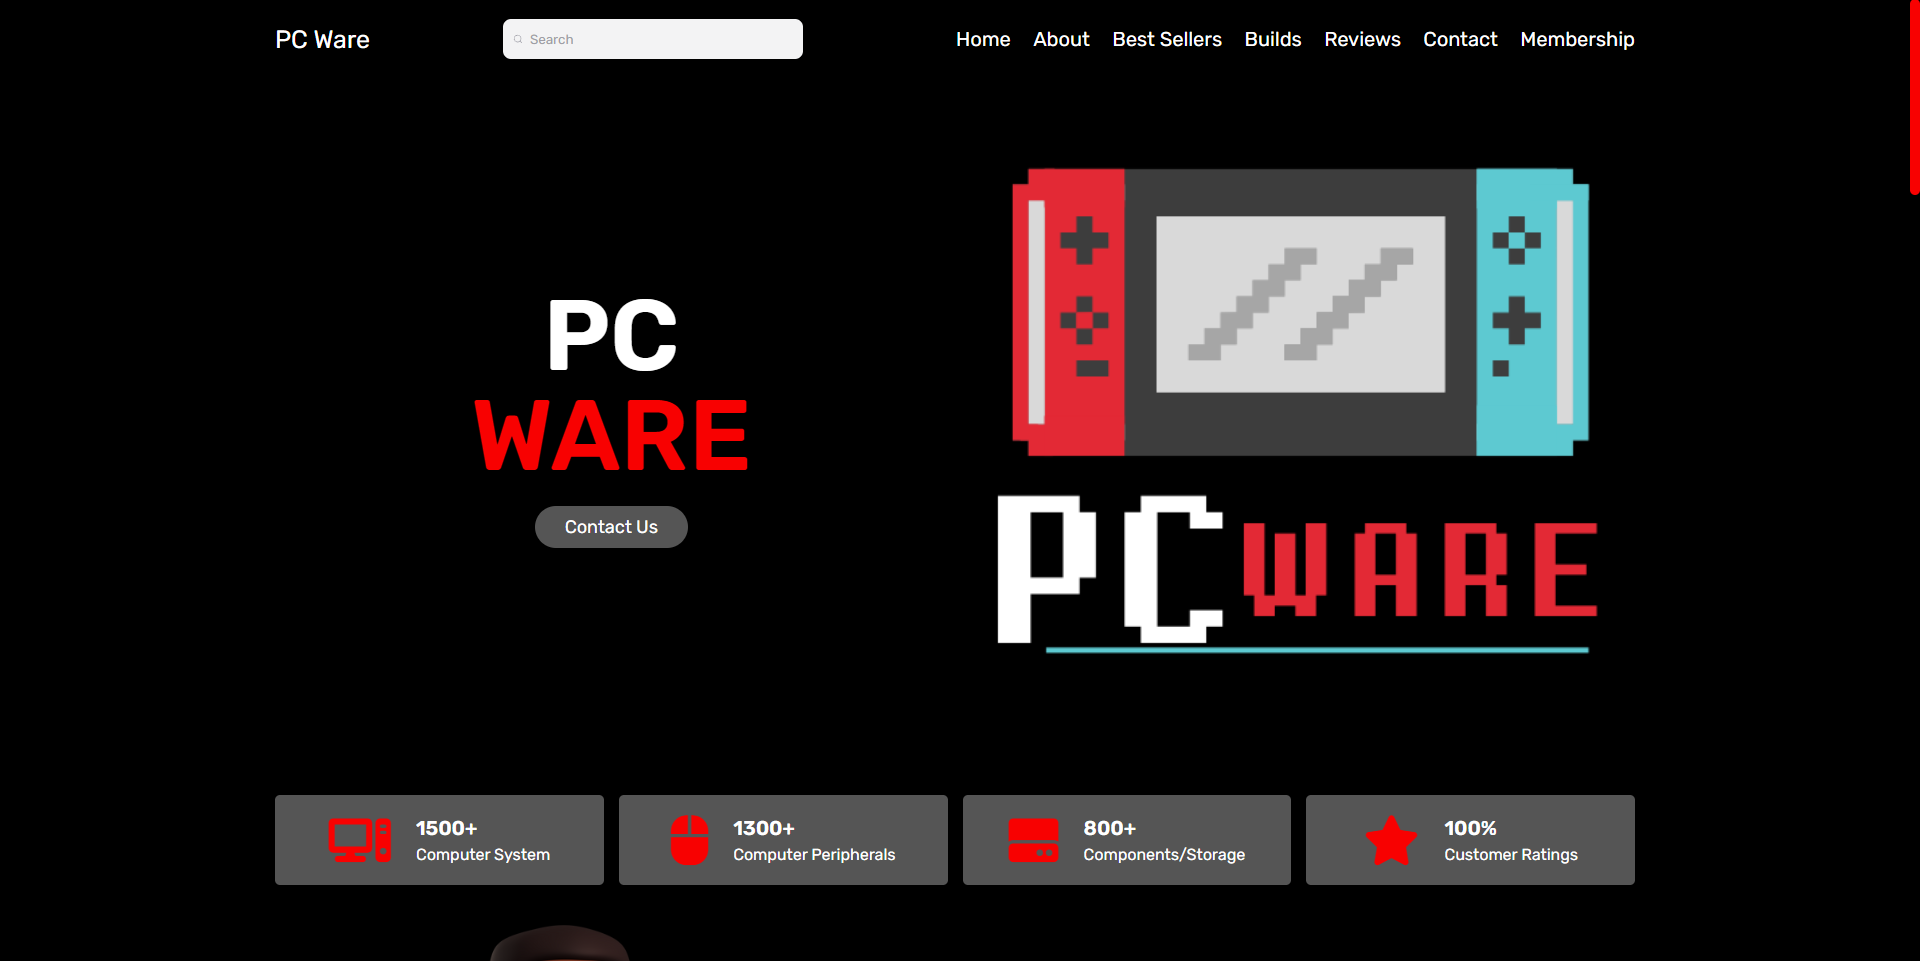 PC Ware
Search
Home About Best Sellers Builds Reviews Contact Membership
PC
WARE
Contact Us
PC WARE
1500+
Computer System
1300+
Computer Peripherals
800+
Components/Storage
100%
Customer Ratings